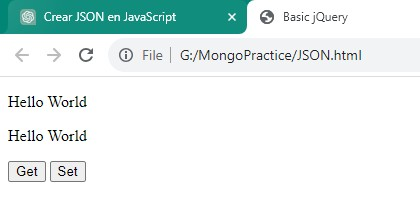 Crear JSON en JavaScript
Basic jQuery
File
G:/MongoPractice/JSON.html
Hello World
Hello World
Get
Set